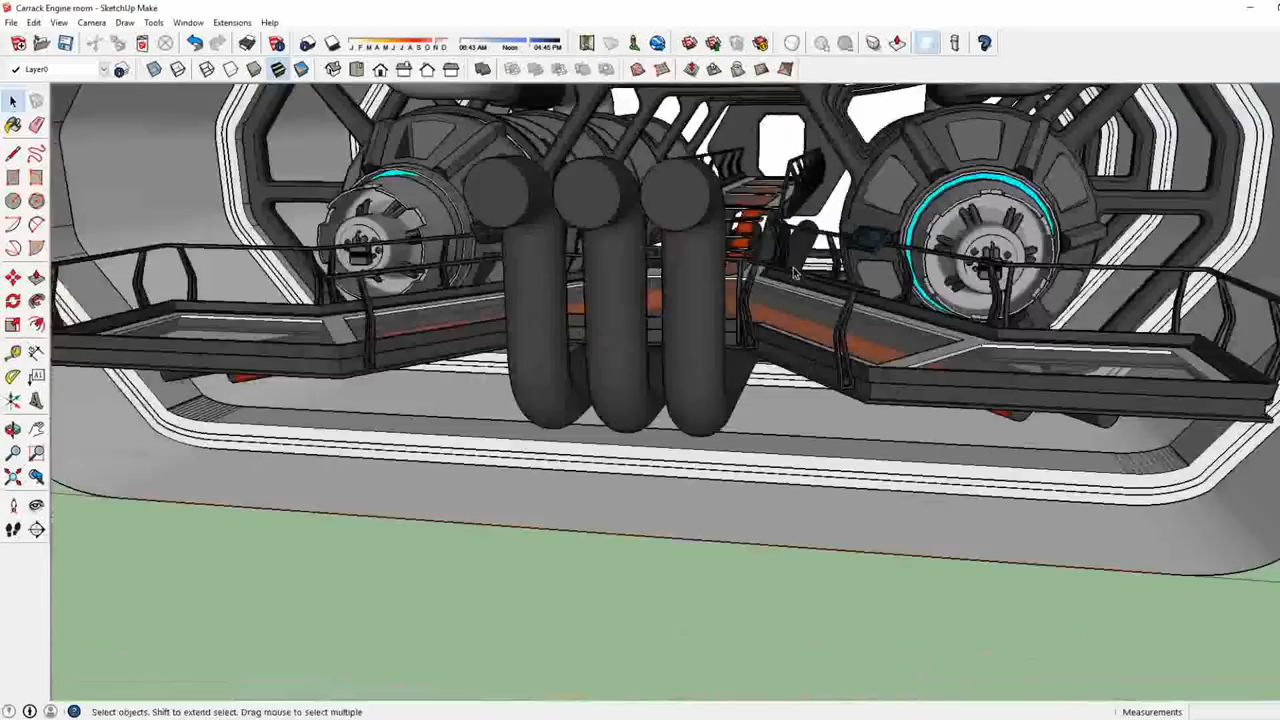 Carrack Engine room - SketchUp Make
File Edit View Camera Draw Tools Window Extensions Help
J F M A M J J A S O N D 06:43 AM Noon 04:45 PM
Layer0
A1
Select objects. Shift to extend select. Drag mouse to select multiple
Measurements